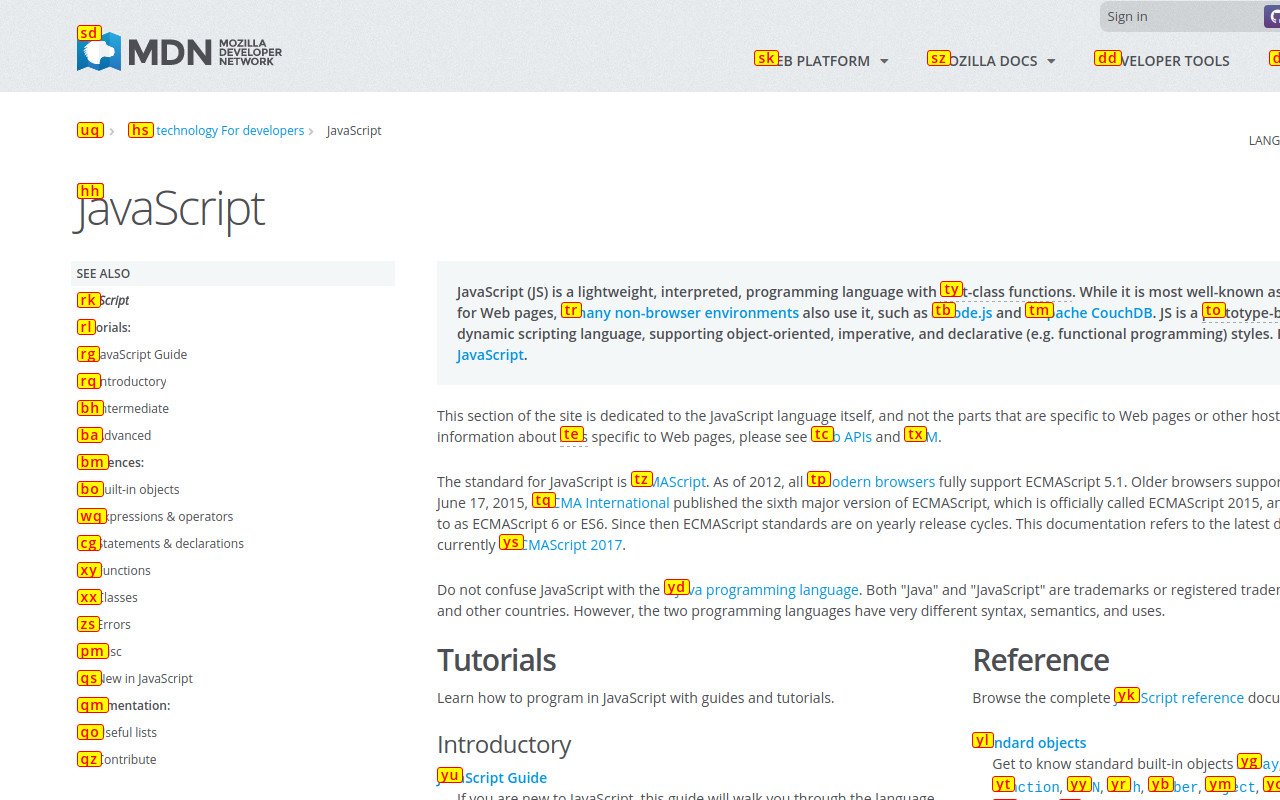 sd
MDN MOZILLA DEVELOPER NETWORK
Sign in
sk EB PLATFORM
sz OZILLA DOCS
dd VELOPER TOOLS
uq
hs technology For developers
JavaScript
LANG
hh
JavaScript
SEE ALSO
rk Script
rl orials:
rg avaScript Guide
rq ntroductory
bh ntermediate
ba dvanced
bm ences:
bo uilt-in objects
wq xpressions & operators
cg tatements & declarations
xy unctions
xx lasses
zs Errors
pm sc
qs New in JavaScript
qm mentation:
qo seful lists
qz ontribute
JavaScript (JS) is a lightweight, interpreted, programming language with ty t-class functions. While it is most well-known as
for Web pages, tr many non-browser environments also use it, such as tb ode.js and tm pache CouchDB. JS is a to totype-b
dynamic scripting language, supporting object-oriented, imperative, and declarative (e.g. functional programming) styles.
JavaScript.
This section of the site is dedicated to the JavaScript language itself, and not the parts that are specific to Web pages or other host
information about te s specific to Web pages, please see tc b APIs and tx M.
The standard for JavaScript is tz MAScript. As of 2012, all tp odern browsers fully support ECMAScript 5.1. Older browsers suppor
June 17, 2015, tq CMA International published the sixth major version of ECMAScript, which is officially called ECMAScript 2015, an
to as ECMAScript 6 or ES6. Since then ECMAScript standards are on yearly release cycles. This documentation refers to the latest d
currently ys CMAScript 2017.
Do not confuse JavaScript with the yd va programming language. Both "Java" and "JavaScript" are trademarks or registered trader
and other countries. However, the two programming languages have very different syntax, semantics, and uses.
Tutorials
Learn how to program in JavaScript with guides and tutorials.
Introductory
yu Script Guide
If you are new to JavaScript, this guide will walk you through the language
Reference
Browse the complete yk Script reference docu
yl ndard objects
Get to know standard built-in objects yg ay,
yt nction, yy N, yr h, yb ber, ym ect,